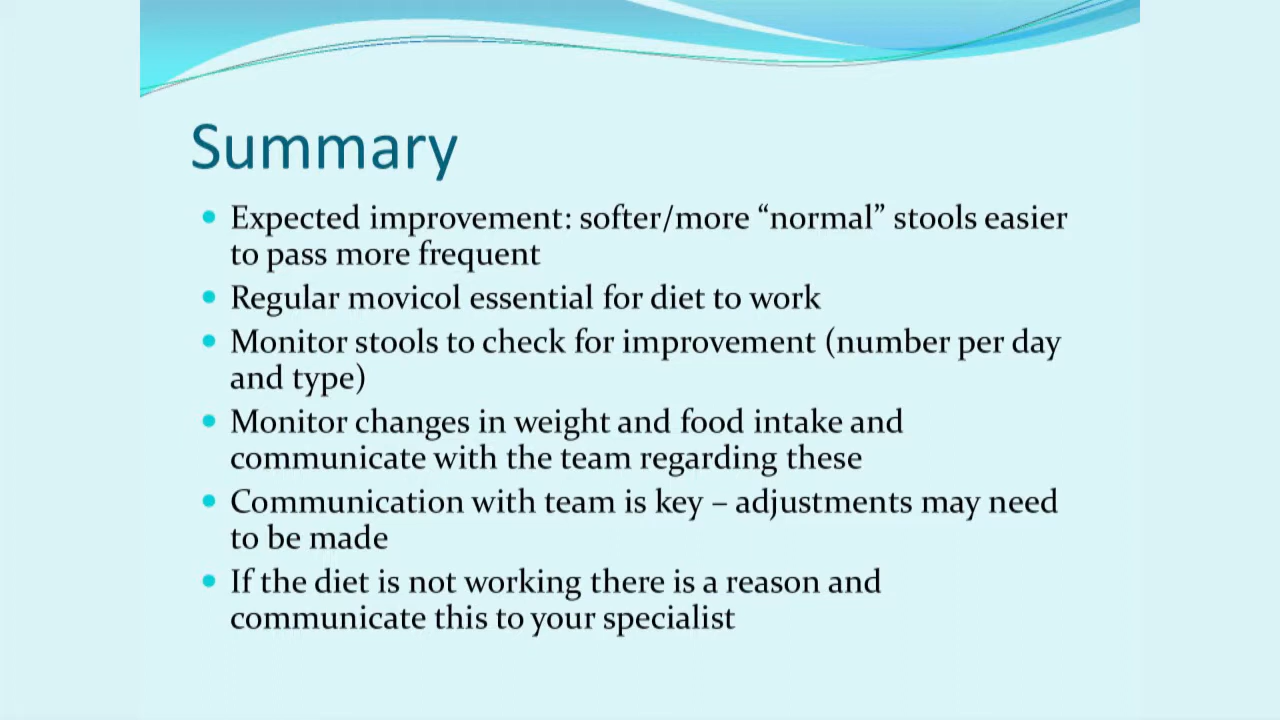 Summary
• Expected improvement: softer/more “normal” stools easier
to pass more frequent
• Regular movicol essential for diet to work
• Monitor stools to check for improvement (number per day
and type)
• Monitor changes in weight and food intake and
communicate with the team regarding these
• Communication with team is key – adjustments may need
to be made
• If the diet is not working there is a reason and
communicate this to your specialist